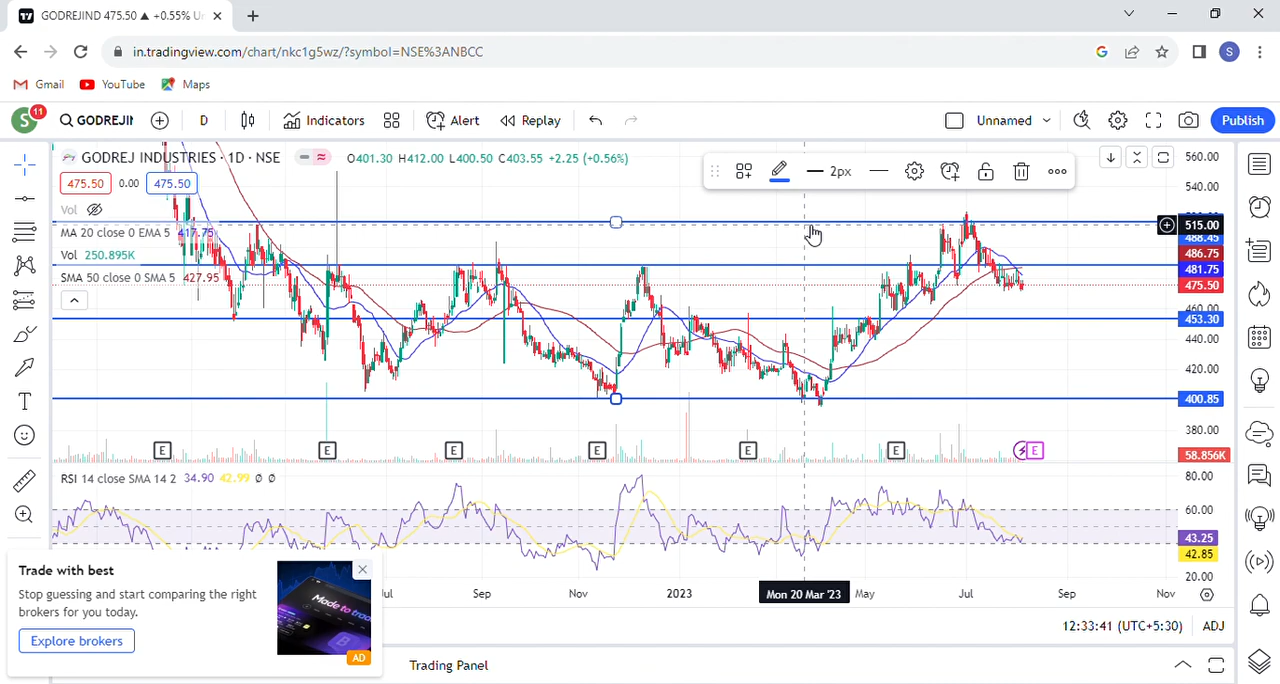 GODREJIND 475.50 ▲ +0.55% Ur
in.tradingview.com/chart/nkc1g5wz/?symbol=NSE%3ANBCC
G
S
Gmail
YouTube
Maps
S
11
GODREJIN
D
Indicators
Alert
Replay
Unnamed
Publish
GODREJ INDUSTRIES · 1D · NSE
O401.30 H412.00 L400.50 C403.55 +2.25 (+0.56%)
475.50
0.00
475.50
Vol
MA 20 close 0 EMA 5 417.75
Vol 250.895K
SMA 50 close 0 SMA 5 427.95
2px
560.00
540.00
515.00
488.45
486.75
481.75
475.50
460.00
453.30
440.00
420.00
400.85
380.00
58.856K
E
E
E
E
E
E
E
RSI 14 close SMA 14 2 34.90 42.99 Ø Ø
80.00
60.00
43.25
42.85
20.00
Jul
Sep
Nov
2023
Mon 20 Mar '23
May
Jul
Sep
Nov
Trade with best
Stop guessing and start comparing the right
brokers for you today.
Explore brokers
Made to trade
AD
12:33:41 (UTC+5:30)
ADJ
Trading Panel